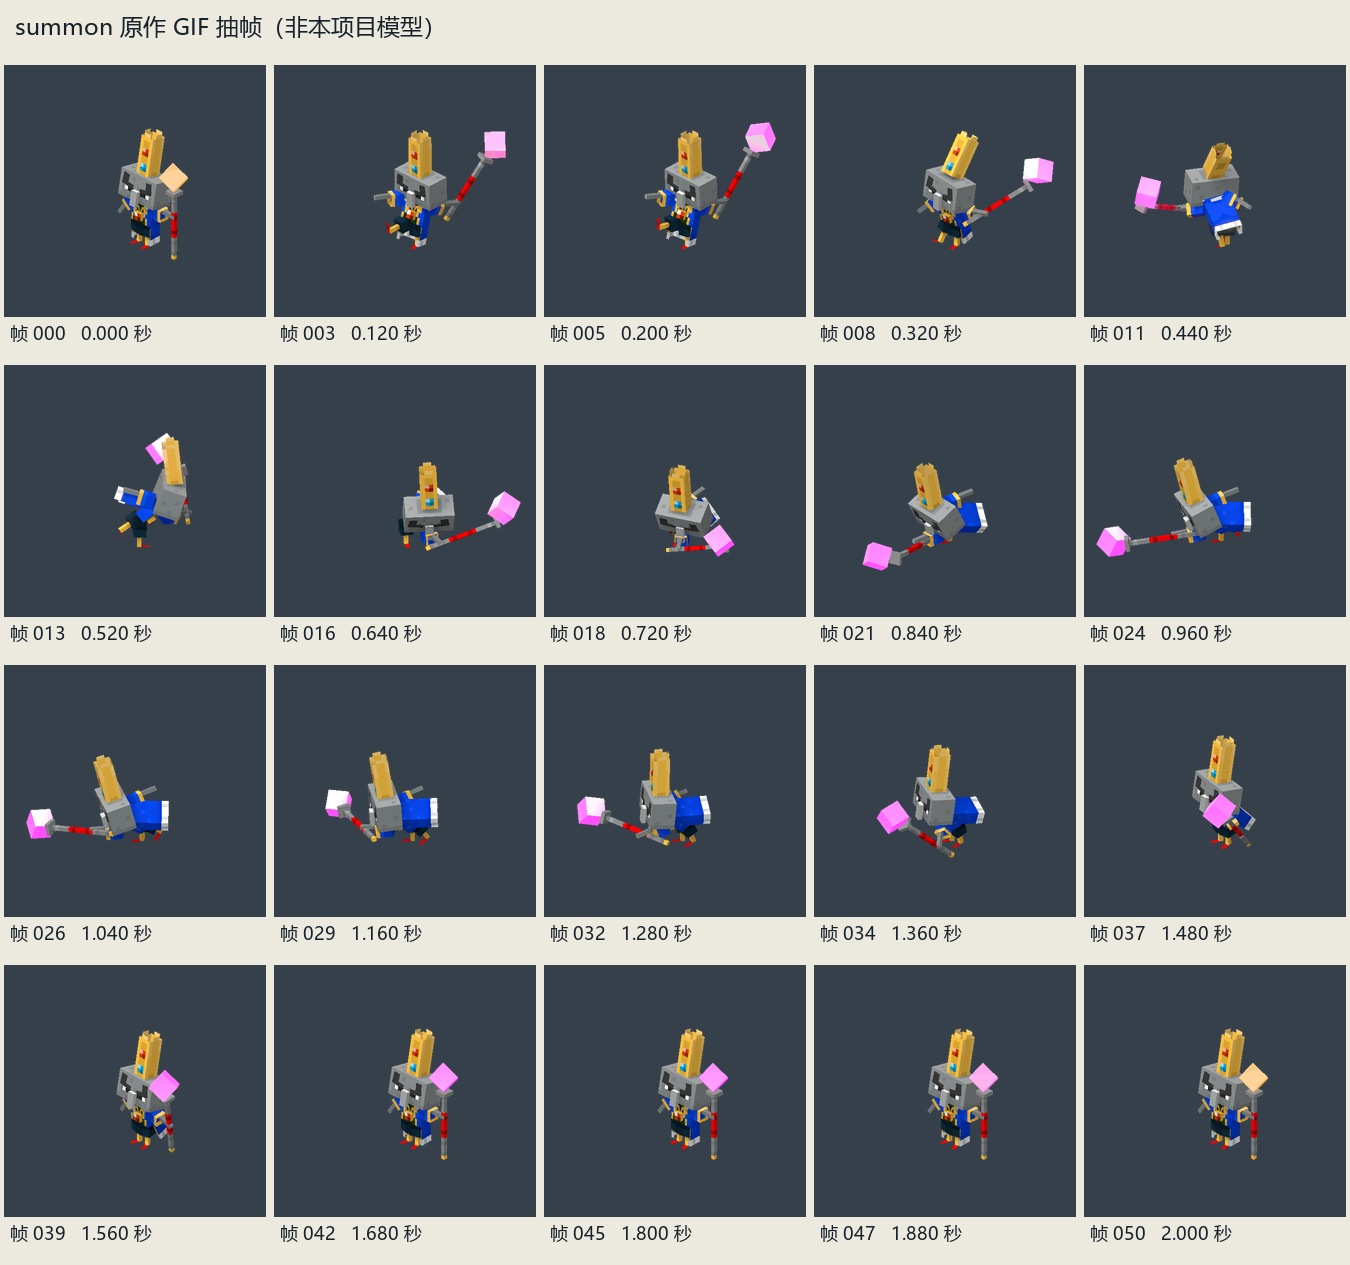 summon 原作 GIF 抽帧（非本项目模型）
帧 000 0.000 秒
帧 003 0.120 秒
帧 005 0.200 秒
帧 008 0.320 秒
帧 011 0.440 秒
帧 013 0.520 秒
帧 016 0.640 秒
帧 018 0.720 秒
帧 021 0.840 秒
帧 024 0.960 秒
帧 026 1.040 秒
帧 029 1.160 秒
帧 032 1.280 秒
帧 034 1.360 秒
帧 037 1.480 秒
帧 039 1.560 秒
帧 042 1.680 秒
帧 045 1.800 秒
帧 047 1.880 秒
帧 050 2.000 秒